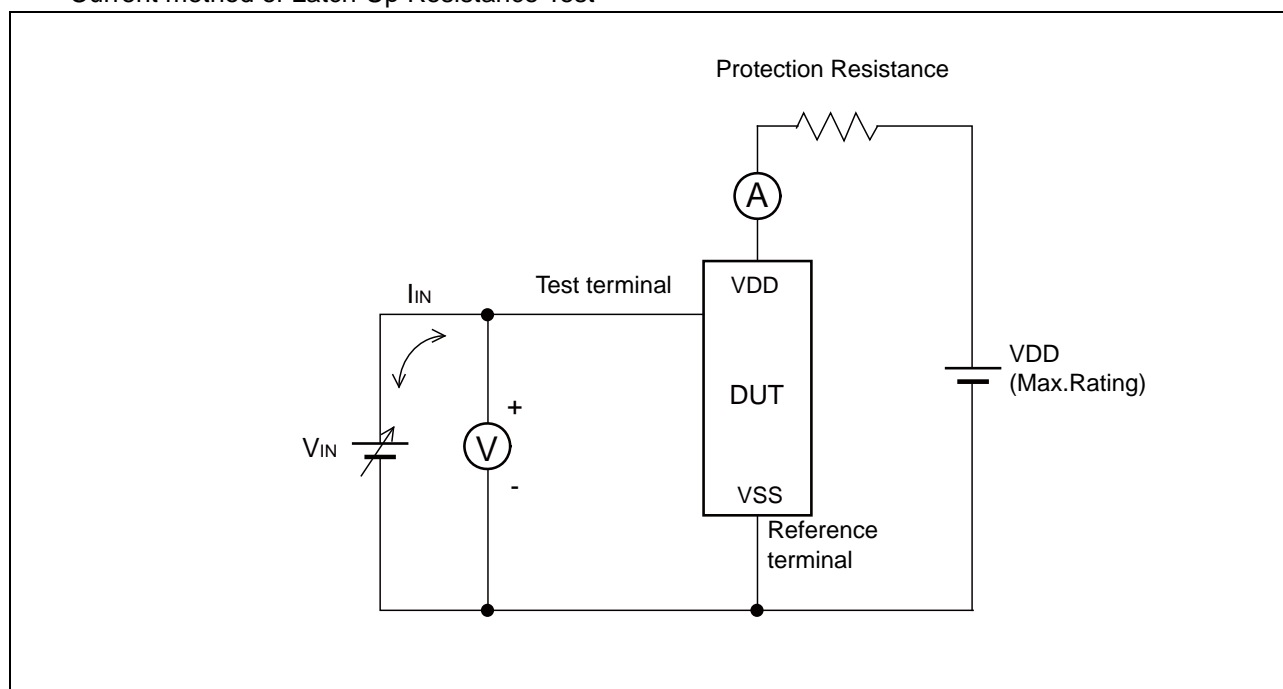 Current method of Latch-Up Resistance Test
Protection Resistance
A
IIN
Test terminal
VDD
VDD
(Max.Rating)
DUT
+
VIN
V
-
VSS
Reference
terminal